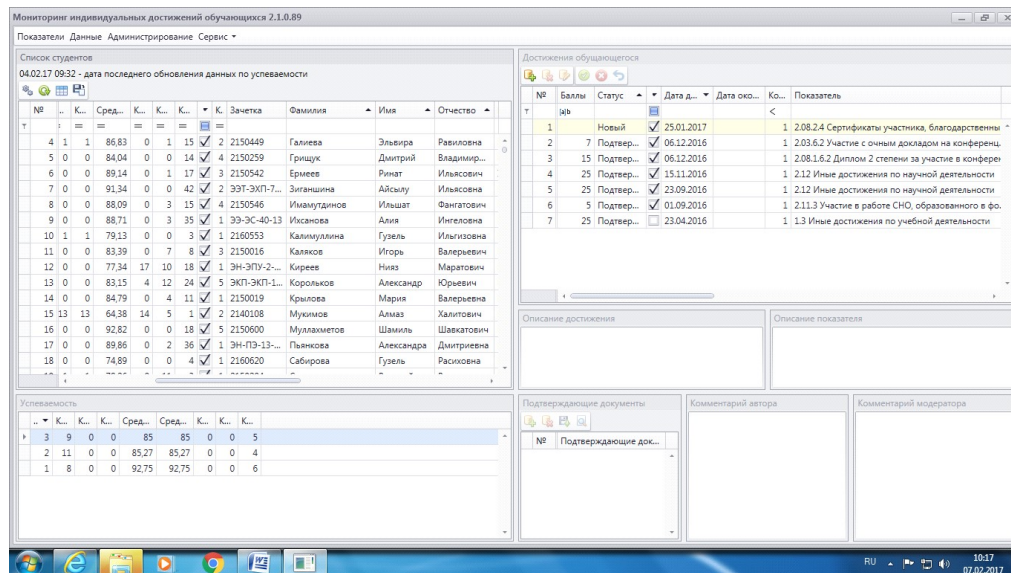 Мониторинг индивидуальных достижений обучающихся 2.1.0.89
Показатели Данные Администрирование Сервис
Список студентов
04.02.17 09:32 - дата последнего обновления данных по успеваемости
№ .. К... Сред... К... К... К... К. Зачетка Фамилия Имя Отчество
= = = = = = =
4 1 1 86,83 0 1 15 2 2150449 Галиева Эльвира Равиловна
5 0 0 84,04 0 0 14 4 2150259 Грищук Дмитрий Владимир...
6 0 0 89,14 0 1 17 3 2150542 Ермеев Ринат Ильясович
7 0 0 91,34 0 0 42 2 ЭЭТ-ЭХП-7... Зиганшина Айсылу Ильясовна
8 0 0 88,09 0 3 15 4 2150546 Имамутдинов Ильшат Фангатович
9 0 0 88,71 0 3 35 1 ЭЭ-ЭС-40-13 Ихсанова Алия Ингеловна
10 1 1 79,13 0 0 3 1 2160553 Калимуллина Гузель Ильгизовна
11 0 0 83,39 0 7 8 3 2150016 Каляков Игорь Валерьевич
12 0 0 77,34 17 10 18 1 ЭН-ЭПУ-2-... Киреев Нияз Маратович
13 0 0 83,15 4 12 24 5 ЭКП-ЭКП-1... Корольков Александр Юрьевич
14 0 0 84,79 0 4 11 1 2150019 Крылова Мария Валерьевна
15 13 13 64,38 14 5 1 2 2140108 Мукимов Алмаз Халитович
16 0 0 92,82 0 0 18 5 2150600 Муллахметов Шамиль Шавкатович
17 0 0 89,86 0 2 36 1 ЭН-ПЭ-13-... Пьянкова Александра Дмитриевна
18 0 0 74,89 0 0 4 1 2160620 Сабирова Гузель Расиховна
Достижения обущающегося
№ Баллы Статус Дата д... Дата око... Ко... Показатель
[a]b <
1 Новый 25.01.2017 1 2.08.2.4 Сертификаты участника, благодарственны
2 7 Подтвер... 06.12.2016 1 2.03.6.2 Участие с очным докладом на конференц.
3 15 Подтвер... 06.12.2016 1 2.08.1.6.2 Диплом 2 степени за участие в конферен
4 25 Подтвер... 15.11.2016 1 2.12 Иные достижения по научной деятельности
5 25 Подтвер... 23.09.2016 1 2.12 Иные достижения по научной деятельности
6 5 Подтвер... 01.09.2016 1 2.11.3 Участие в работе СНО, образованного в фо.
7 25 Подтвер... 23.04.2016 1 1.3 Иные достижения по учебной деятельности
Описание достижения
Описание показателя
Успеваемость
.. К... К... К... Сред... Сред... К... К... К...
3 9 0 0 85 85 0 0 5
2 11 0 0 85,27 85,27 0 0 4
1 8 0 0 92,75 92,75 0 0 6
Подтверждающие документы
№ Подтверждающие док...
Комментарий автора
Комментарий модератора
RU 10:17
07.02.2017